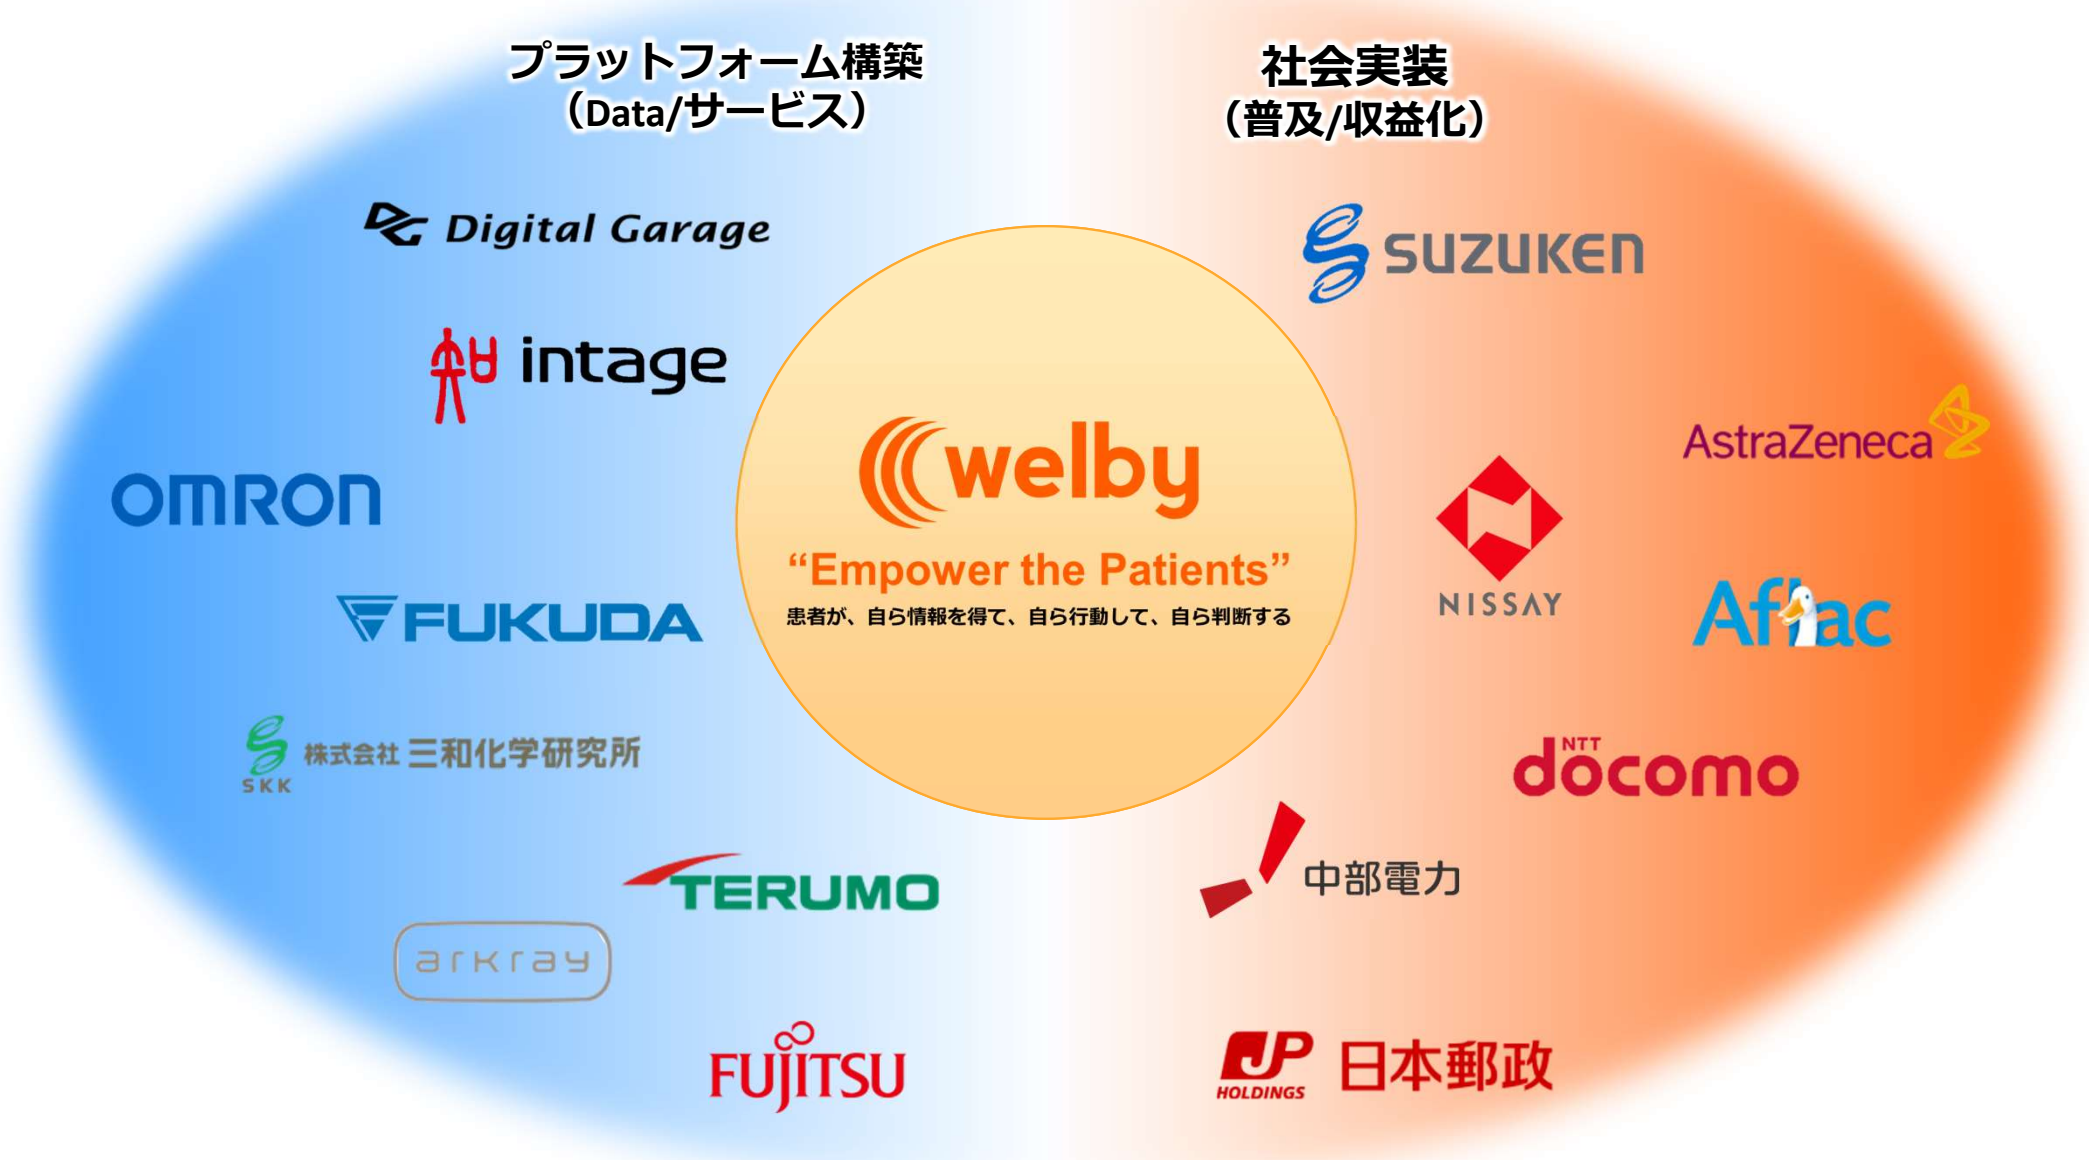 プラットフォーム構築
（Data/サービス）
Digital Garage
intage
OMRON
FUKUDA
SKK
株式会社 三和化学研究所
TERUMO
arkray
FUJITSU
welby
“Empower the Patients”
患者が、自ら情報を得て、自ら行動して、自ら判断する
社会実装
（普及/収益化）
SUZUKEN
AstraZeneca
NISSAY
Aflac
NTT
docomo
中部電力
JP
HOLDINGS
日本郵政